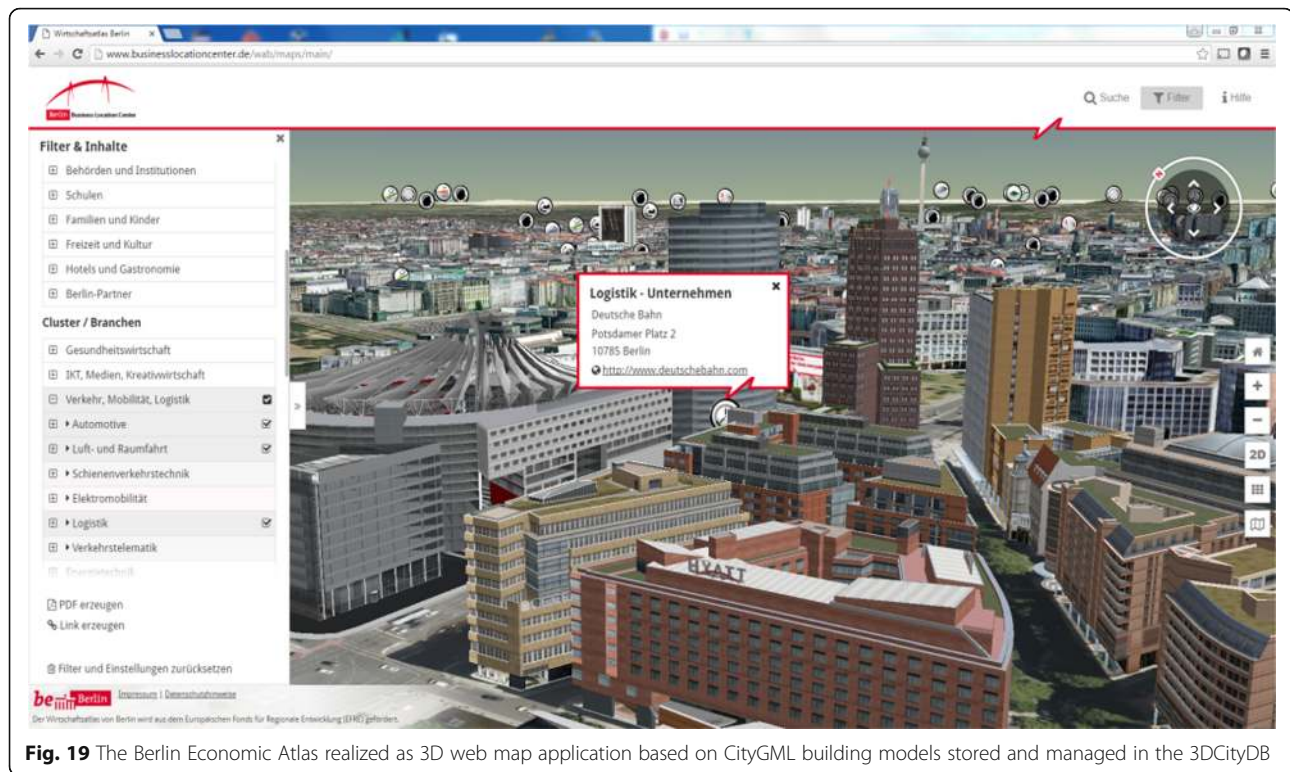 Wirtschaftsatlas Berlin
www.businesslocationcenter.de/wab/maps/main/
Berlin Business Location Center
Suche Filter Hilfe
Filter & Inhalte
Behörden und Institutionen
Schulen
Familien und Kinder
Freizeit und Kultur
Hotels und Gastronomie
Berlin-Partner
Cluster / Branchen
Gesundheitswirtschaft
IKT, Medien, Kreativwirtschaft
Verkehr, Mobilität, Logistik
Automotive
Luft- und Raumfahrt
Schienenverkehrstechnik
Elektromobilität
Logistik
Verkehrstelematik
Energietechnik
PDF erzeugen
Link erzeugen
Filter und Einstellungen zurücksetzen
Logistik - Unternehmen
Deutsche Bahn
Potsdamer Platz 2
10785 Berlin
http://www.deutschebahn.com
2D
HYATT
be Berlin Impressum | Datenschutzhinweise
Der Wirtschaftsatlas von Berlin wird aus dem Europäischen Fonds für Regionale Entwicklung (EFRE) gefördert.
Fig. 19 The Berlin Economic Atlas realized as 3D web map application based on CityGML building models stored and managed in the 3DCityDB